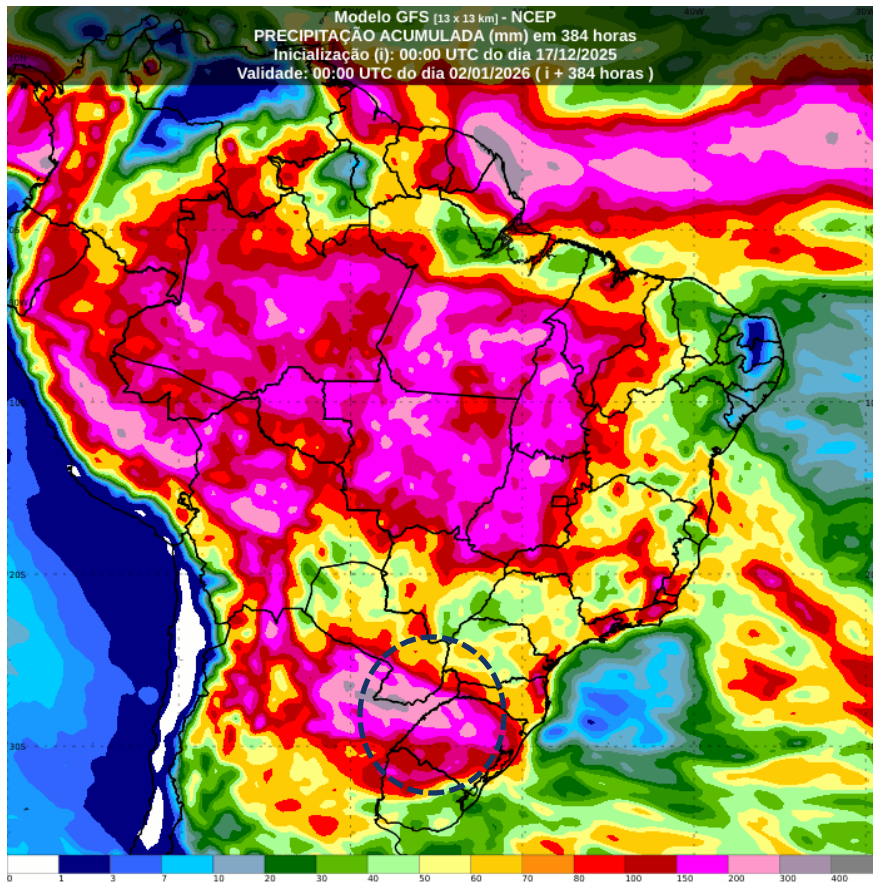 Modelo GFS [13 x 13 km] - NCEP
PRECIPITAÇÃO ACUMULADA (mm) em 384 horas
Inicialização (i): 00:00 UTC do dia 17/12/2025
Validade: 00:00 UTC do dia 02/01/2026 ( i + 384 horas )
20S
30S
0 1 3 7 10 20 30 40 50 60 70 80 100 150 200 300 400